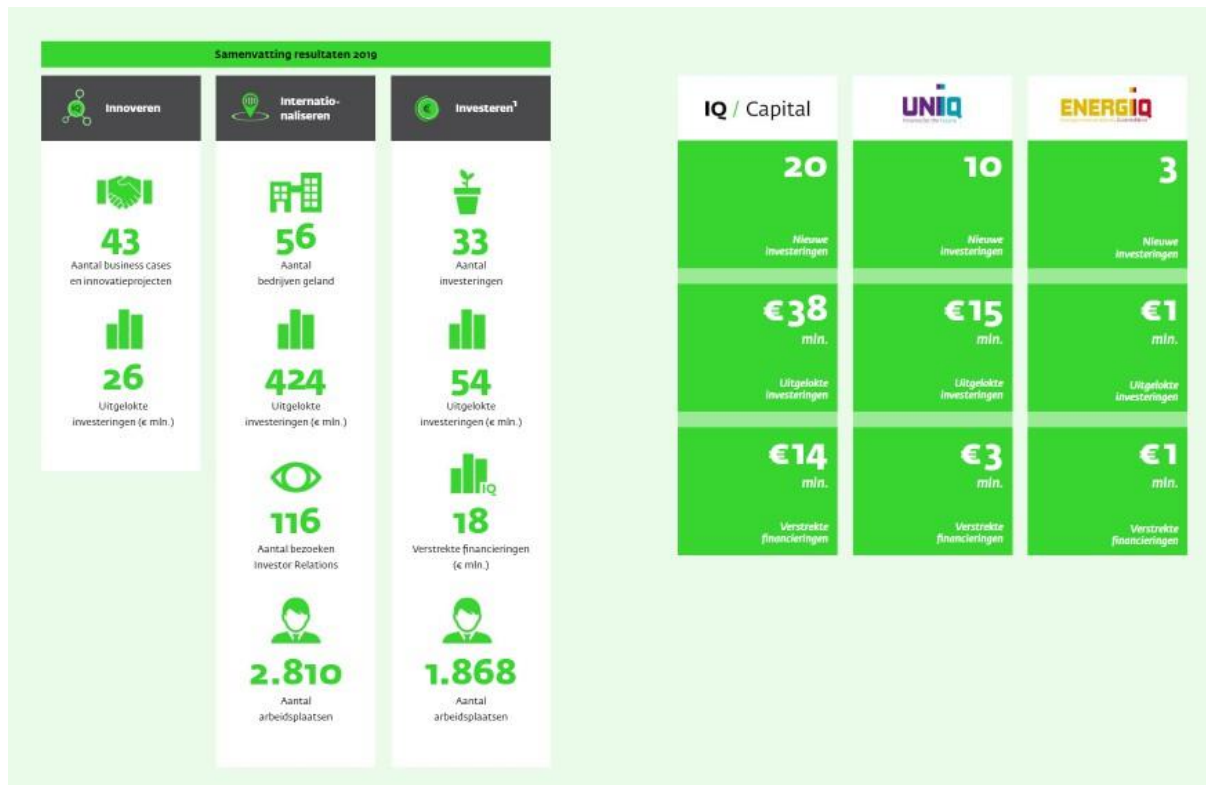 Samenvatting resultaten 2019
Innoveren
43
Aantal business cases
en innovatieprojecten
26
Uitgelokte
investeringen (€ mln.)
Internatio-
naliseren
56
Aantal
bedrijven geland
424
Uitgelokte
investeringen (€ mln.)
116
Aantal bezoeken
Investor Relations
2.810
Aantal
arbeidsplaatsen
Investeren¹
33
Aantal
investeringen
54
Uitgelokte
investeringen (€ mln.)
IQ
18
Verstrekte financieringen
(€ mln.)
1.868
Aantal
arbeidsplaatsen
IQ / Capital
20
Nieuwe
investeringen
€38
mln.
Uitgelokte
investeringen
€14
mln.
Verstrekte
financieringen
UNIQ
10
Nieuwe
investeringen
€15
mln.
Uitgelokte
investeringen
€3
mln.
Verstrekte
financieringen
ENERGIQ
3
Nieuwe
investeringen
€1
mln.
Uitgelokte
investeringen
€1
mln.
Verstrekte
financieringen